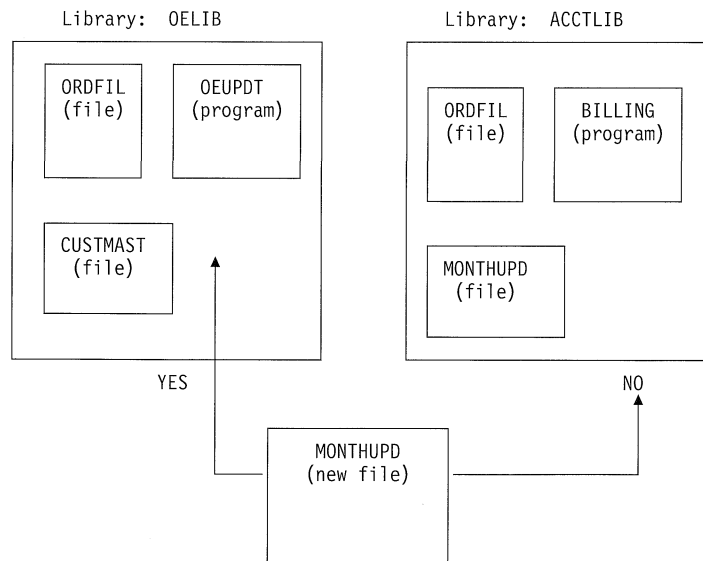 Library: OELIB
Library: ACCTLIB
ORDFIL
(file)
OEUPDT
(program)
CUSTMAST
(file)
ORDFIL
(file)
BILLING
(program)
MONTHUPD
(file)
YES
NO
MONTHUPD
(new file)